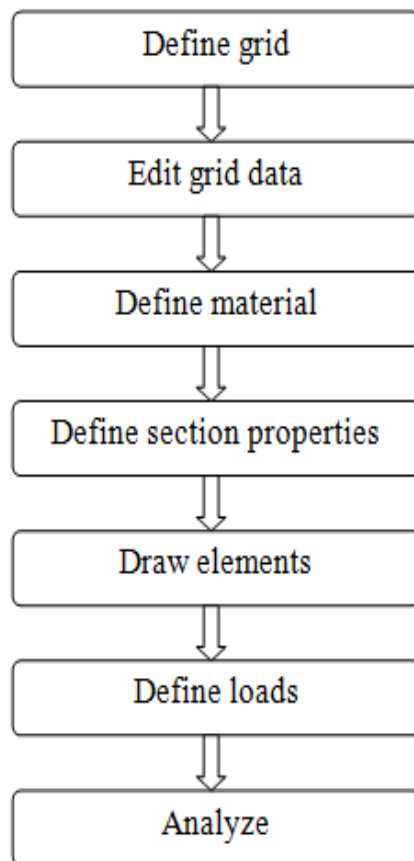 Define grid
Edit grid data
Define material
Define section properties
Draw elements
Define loads
Analyze